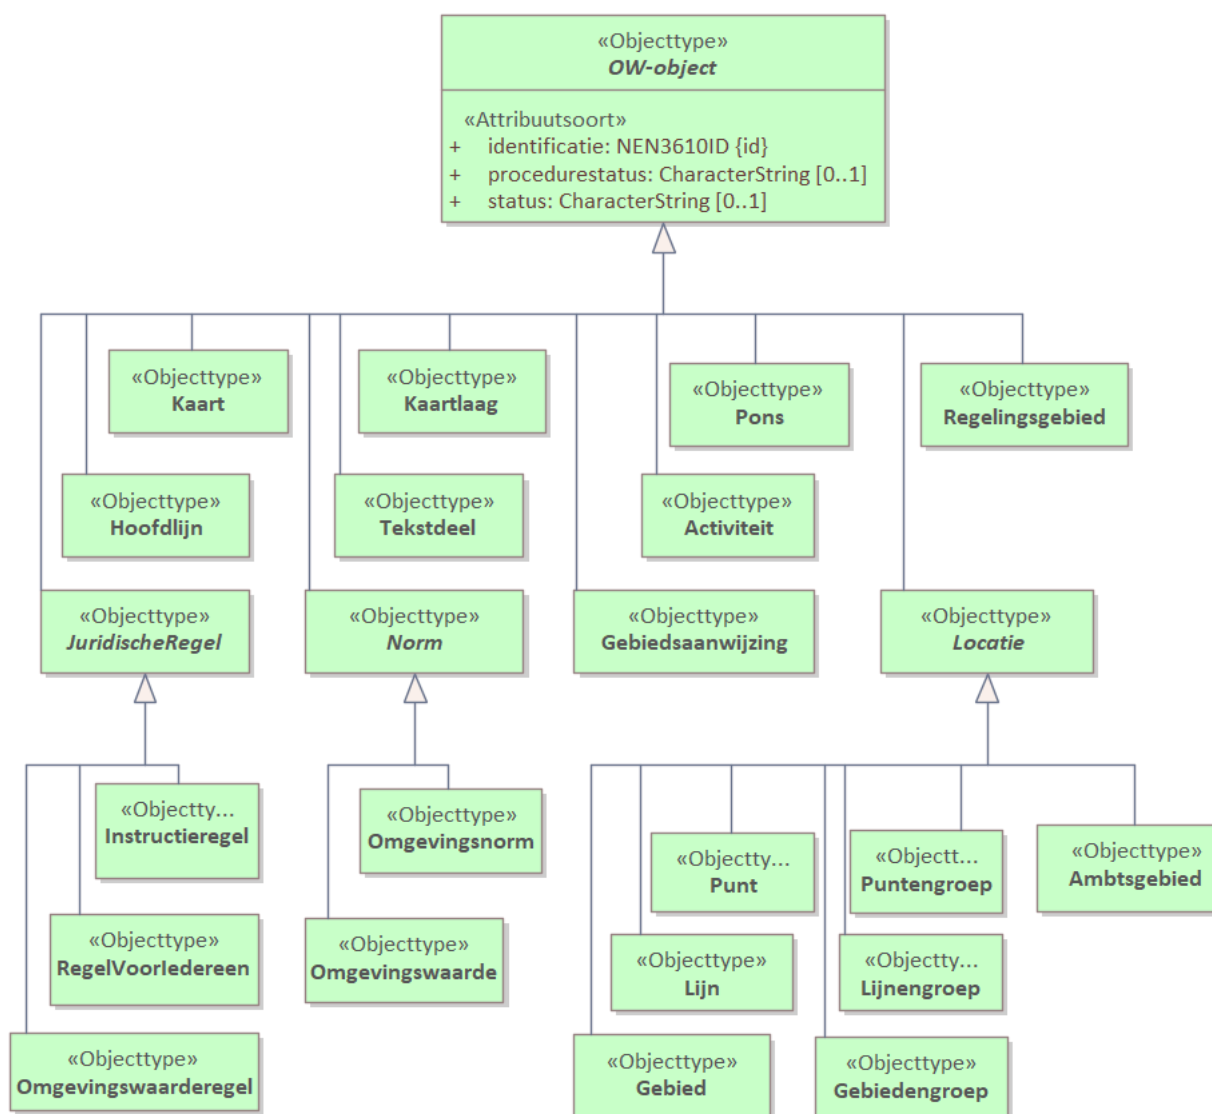 «Objecttype»
OW-object
«Attribuutsoort»
+ identificatie: NEN3610ID {id}
+ procedurestatus: CharacterString [0..1]
+ status: CharacterString [0..1]
«Objecttype»
Kaart
«Objecttype»
Kaartlaag
«Objecttype»
Pons
«Objecttype»
Regelingsgebied
«Objecttype»
Hoofdlijn
«Objecttype»
Tekstdeel
«Objecttype»
Activiteit
«Objecttype»
JuridischeRegel
«Objecttype»
Norm
«Objecttype»
Gebiedsaanwijzing
«Objecttype»
Locatie
«Objectty...
Instructieregel
«Objecttype»
Omgevingsnorm
«Objectty...
Punt
«Objectt...
Puntengroep
«Objecttype»
Ambtsgebied
«Objecttype»
RegelVoorIedereen
«Objecttype»
Omgevingswaarde
«Objecttype»
Lijn
«Objectty...
Lijnengroep
«Objecttype»
Omgevingswaarderegel
«Objecttype»
Gebied
«Objecttype»
Gebiedengroep